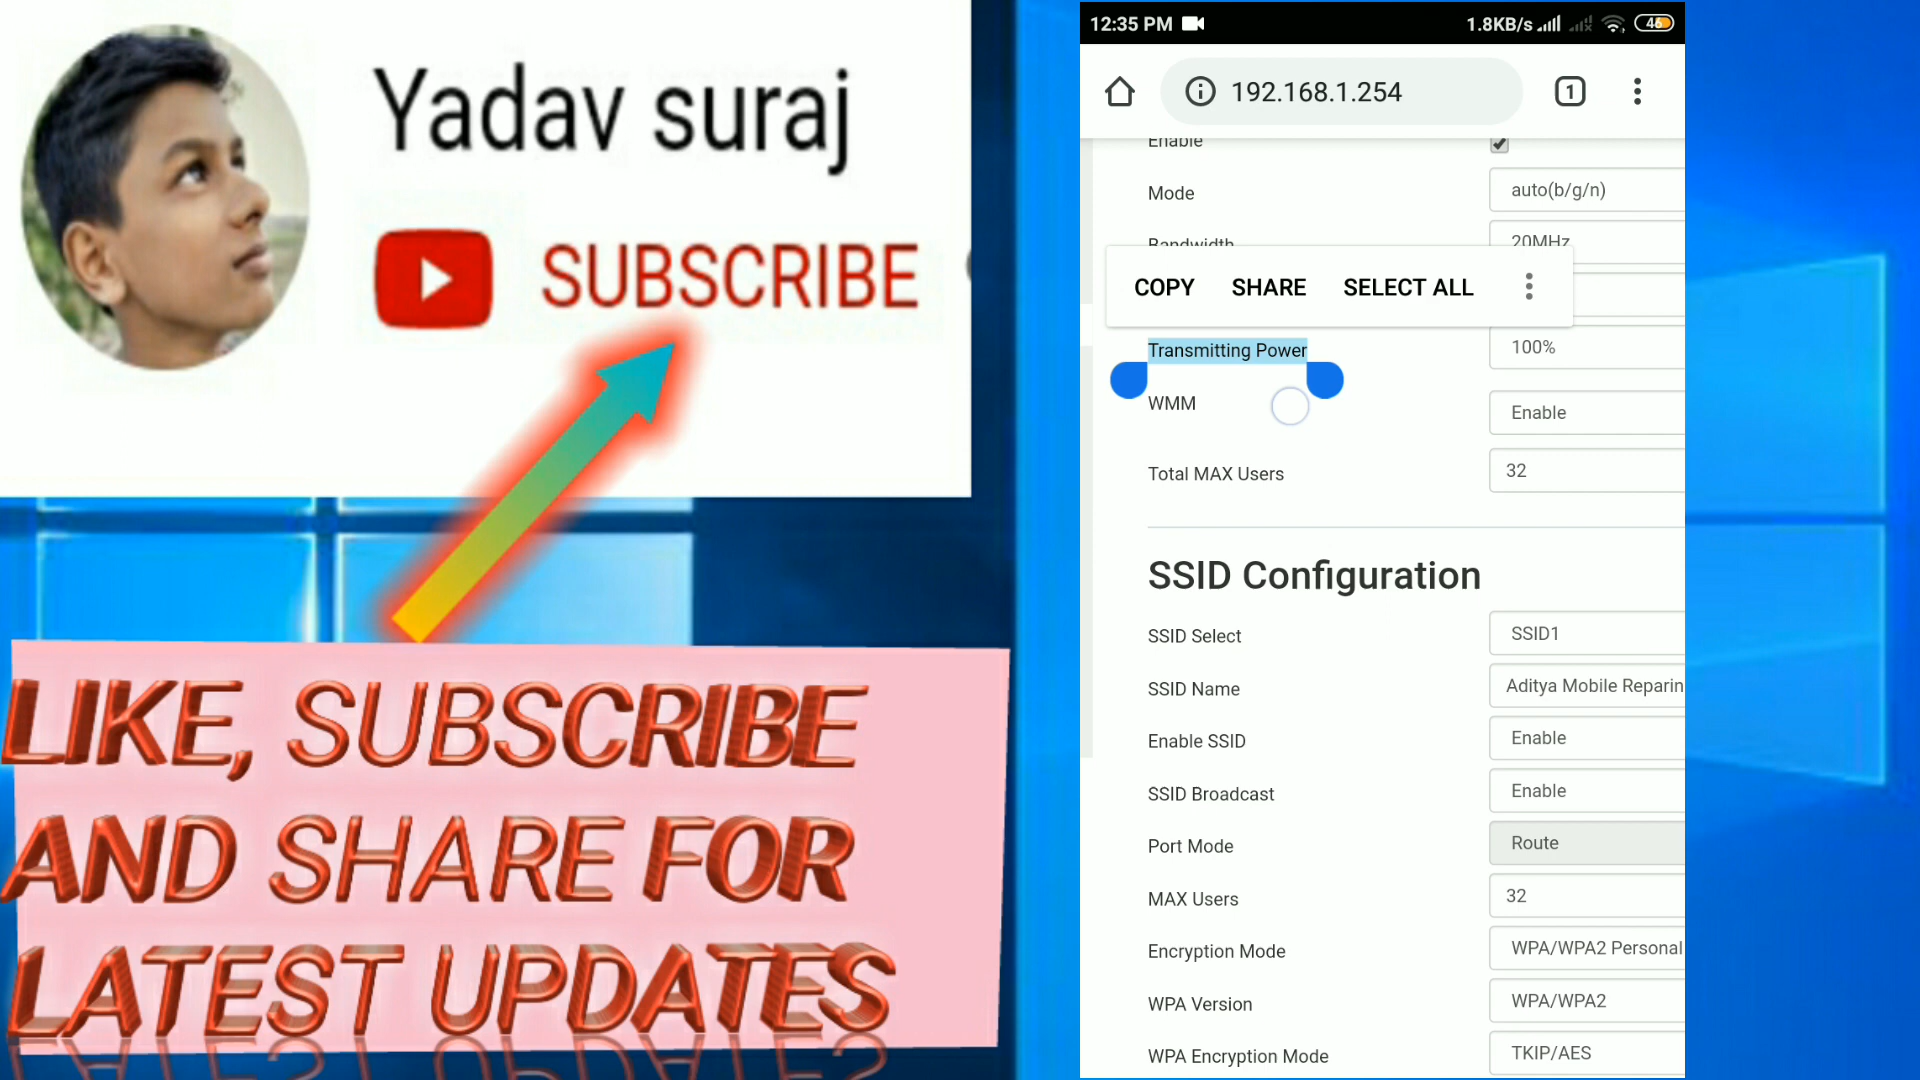 Yadav suraj
SUBSCRIBE
LIKE, SUBSCRIBE
AND SHARE FOR
LATEST UPDATES
12:35 PM
1.8KB/s
46
192.168.1.254
1
Enable
Mode
auto(b/g/n)
Bandwidth
20MHz
COPY SHARE SELECT ALL
Transmitting Power
100%
WMM
Enable
Total MAX Users
32
SSID Configuration
SSID Select
SSID1
SSID Name
Aditya Mobile Reparin
Enable SSID
Enable
SSID Broadcast
Enable
Port Mode
Route
MAX Users
32
Encryption Mode
WPA/WPA2 Personal
WPA Version
WPA/WPA2
WPA Encryption Mode
TKIP/AES